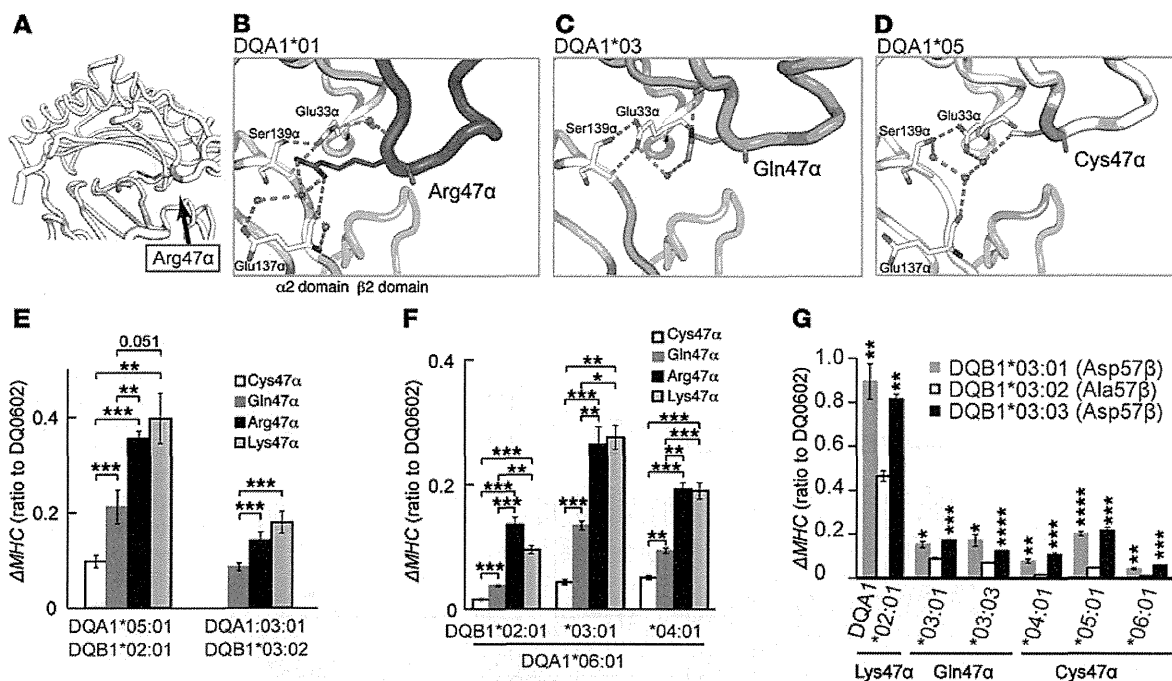 A
Arg47α
B
DQA1*01
Glu33α
Ser139α
Arg47α
Glu137α
α2 domain β2 domain
C
DQA1*03
Glu33α
Ser139α
Gln47α
D
DQA1*05
Glu33α
Ser139α
Cys47α
Glu137α
E
ΔMHC (ratio to DQ0602)
0.4
0.2
0
0.051
**
**
***
***
***
***
Cys47α
Gln47α
Arg47α
Lys47α
DQA1*05:01
DQB1*02:01
DQA1:03:01
DQB1*03:02
F
ΔMHC (ratio to DQ0602)
0.4
0.2
0
Cys47α
Gln47α
Arg47α
Lys47α
***
**
***
***
***
**
*
***
**
***
***
***
**
***
**
DQB1*02:01
*03:01
*04:01
DQA1*06:01
G
ΔMHC (ratio to DQ0602)
1.0
0.8
0.6
0.4
0.2
0
DQB1*03:01 (Asp57β)
DQB1*03:02 (Ala57β)
DQB1*03:03 (Asp57β)
**
**
*
***
*
****
**
***
****
***
**
***
DQA1
*02:01
*03:01
*03:03
*04:01
*05:01
*06:01
Lys47α
Gln47α
Cys47α